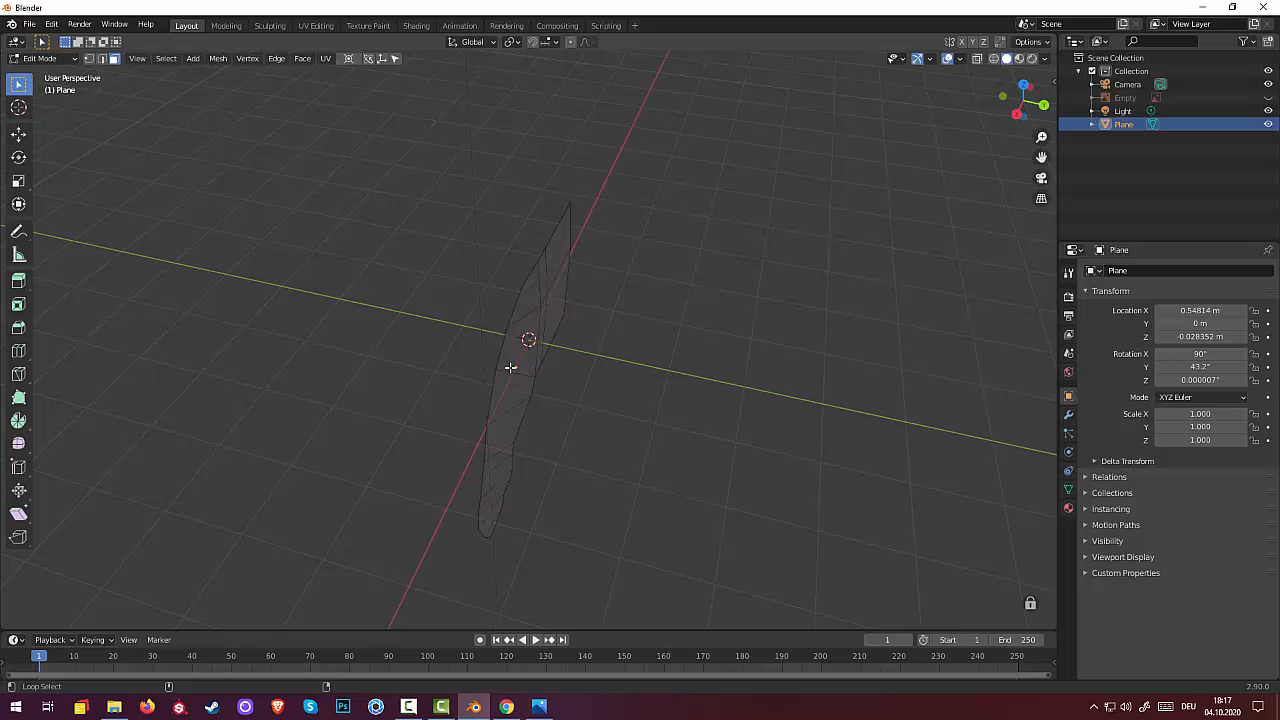 Blender
File Edit Render Window Help Layout Modeling Sculpting UV Editing Texture Paint Shading Animation Rendering Compositing Scripting + Scene View Layer
Global Options
Edit Mode View Select Add Mesh Vertex Edge Face UV
User Perspective
(1) Plane
X Y Z
Z
Y
X
Scene Collection
Collection
Camera
Empty
Light
Plane
Plane
Plane
Transform
Location X 0.54814 m
Y 0 m
Z -0.028352 m
Rotation X 90°
Y 43.2°
Z 0.000007°
Mode XYZ Euler
Scale X 1.000
Y 1.000
Z 1.000
Delta Transform
Relations
Collections
Instancing
Motion Paths
Visibility
Viewport Display
Custom Properties
Playback Keying View Marker 1 Start 1 End 250
1 10 20 30 40 50 60 70 80 90 100 110 120 130 140 150 160 170 180 190 200 210 220 230 240 250
Loop Select 2.90.0
DEU 18:17
04.10.2020